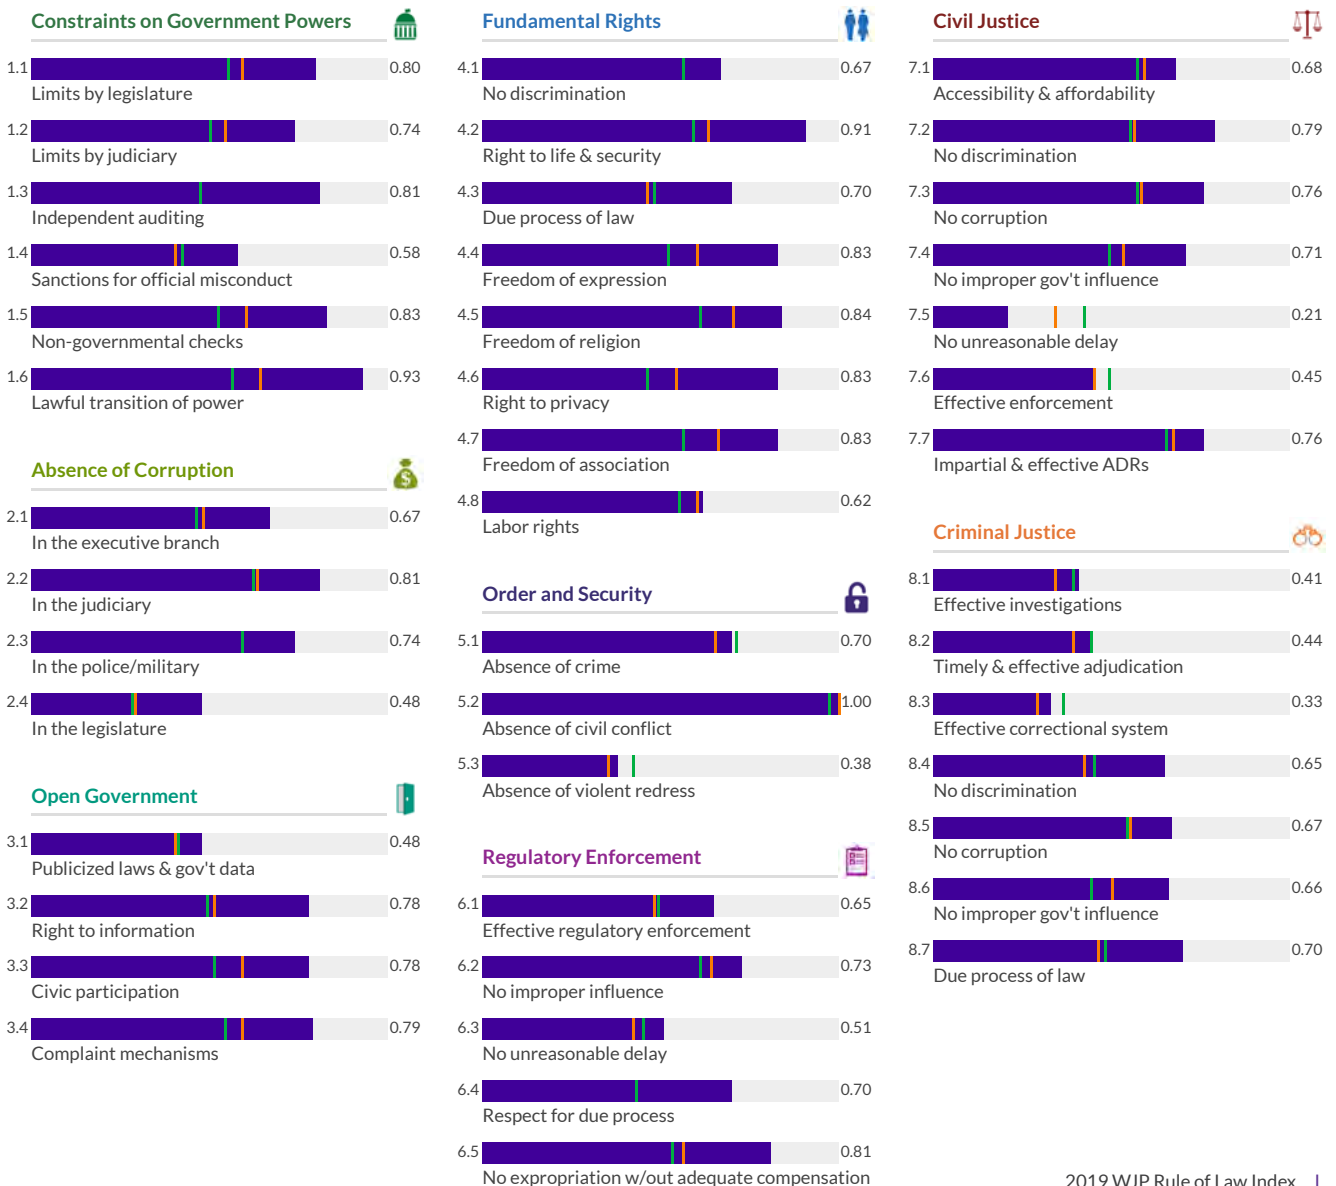 Constraints on Government Powers
1.1 0.80
Limits by legislature
1.2 0.74
Limits by judiciary
1.3 0.81
Independent auditing
1.4 0.58
Sanctions for official misconduct
1.5 0.83
Non-governmental checks
1.6 0.93
Lawful transition of power
Absence of Corruption
$
2.1 0.67
In the executive branch
2.2 0.81
In the judiciary
2.3 0.74
In the police/military
2.4 0.48
In the legislature
Open Government
3.1 0.48
Publicized laws & gov't data
3.2 0.78
Right to information
3.3 0.78
Civic participation
3.4 0.79
Complaint mechanisms
Fundamental Rights
4.1 0.67
No discrimination
4.2 0.91
Right to life & security
4.3 0.70
Due process of law
4.4 0.83
Freedom of expression
4.5 0.84
Freedom of religion
4.6 0.83
Right to privacy
4.7 0.83
Freedom of association
4.8 0.62
Labor rights
Order and Security
5.1 0.70
Absence of crime
5.2 1.00
Absence of civil conflict
5.3 0.38
Absence of violent redress
Regulatory Enforcement
6.1 0.65
Effective regulatory enforcement
6.2 0.73
No improper influence
6.3 0.51
No unreasonable delay
6.4 0.70
Respect for due process
6.5 0.81
No expropriation w/out adequate compensation
Civil Justice
7.1 0.68
Accessibility & affordability
7.2 0.79
No discrimination
7.3 0.76
No corruption
7.4 0.71
No improper gov't influence
7.5 0.21
No unreasonable delay
7.6 0.45
Effective enforcement
7.7 0.76
Impartial & effective ADRs
Criminal Justice
8.1 0.41
Effective investigations
8.2 0.44
Timely & effective adjudication
8.3 0.33
Effective correctional system
8.4 0.65
No discrimination
8.5 0.67
No corruption
8.6 0.66
No improper gov't influence
8.7 0.70
Due process of law
2019 WJP Rule of Law Index |